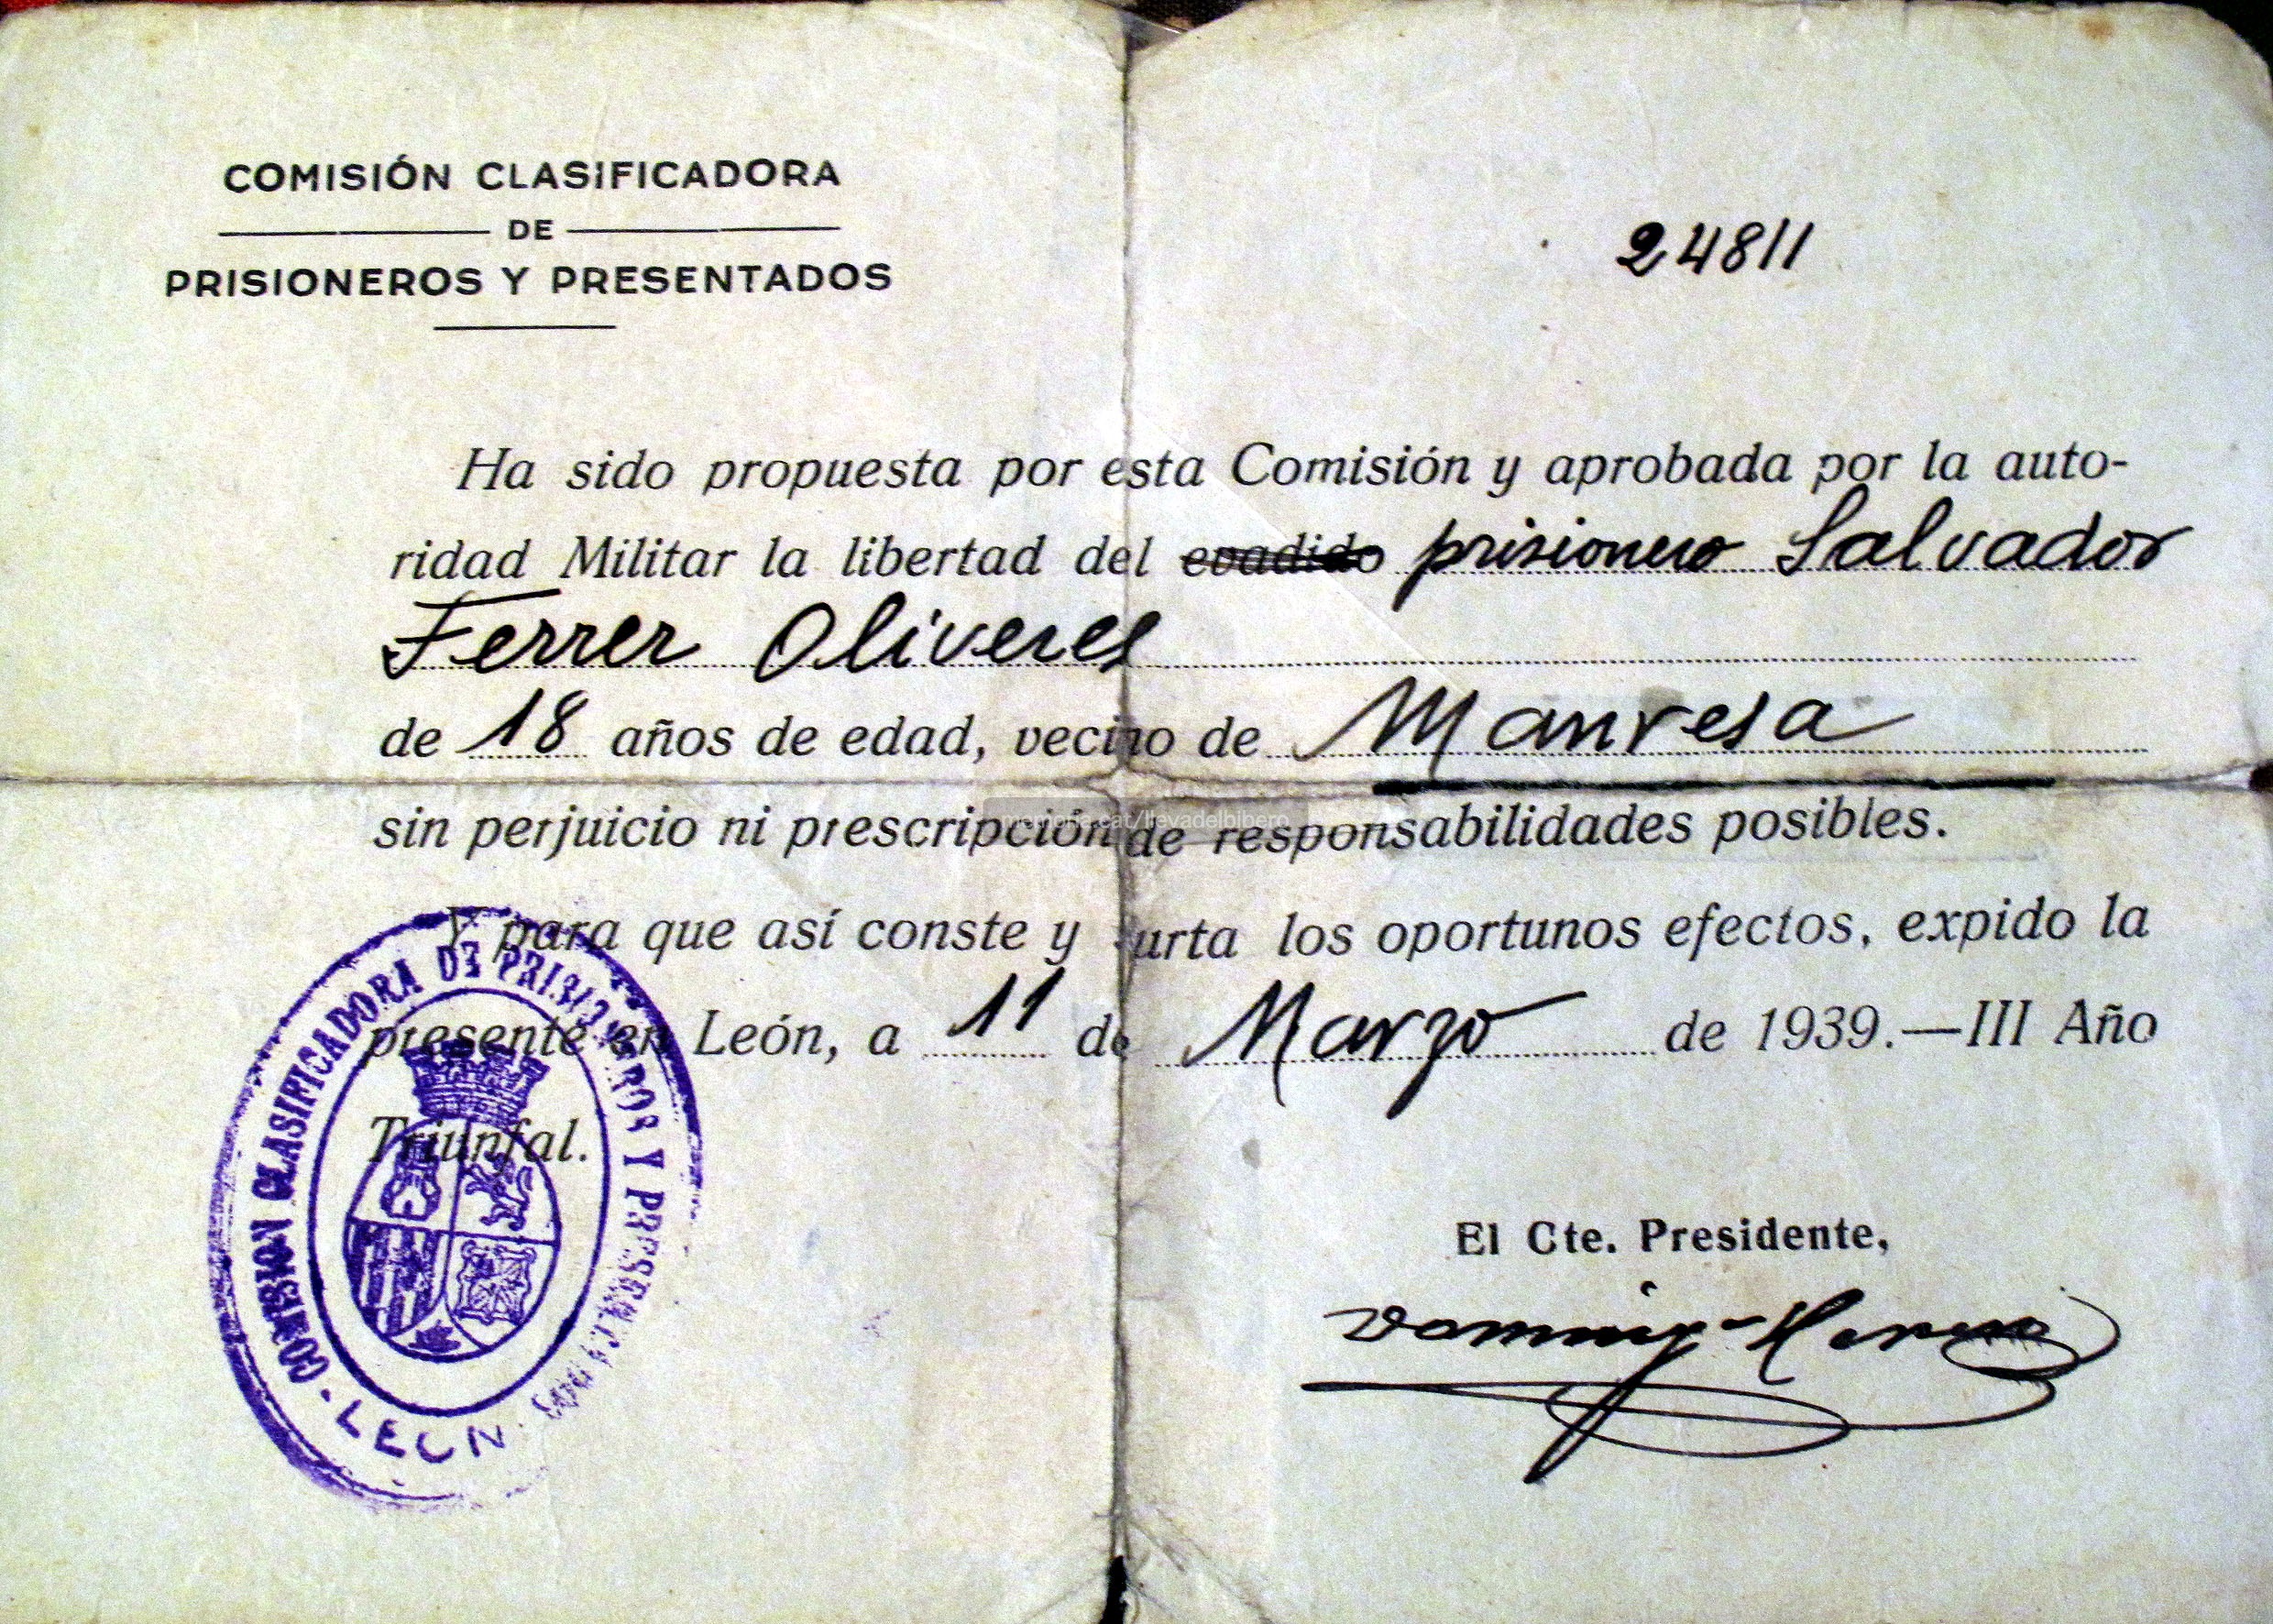 COMISIÓN CLASIFICADORA
DE
PRISIONEROS Y PRESENTADOS
24811
Ha sido propuesta por esta Comisión y aprobada por la auto-
ridad Militar la libertad del evadido prisionero Salvador
Ferrer Oliveres
de 18 años de edad, vecino de Manresa
sin perjuicio ni prescripción de responsabilidades posibles.
Y para que así conste y surta los oportunos efectos, expido la
presente en León, a 11 de Marzo de 1939.—III Año
Triunfal.
El Cte. Presidente,
COMISION CLASIFICADORA DE PRISIONEROS Y PRESENTADOS
· LEON ·
memoria.cat/llevadelbibero